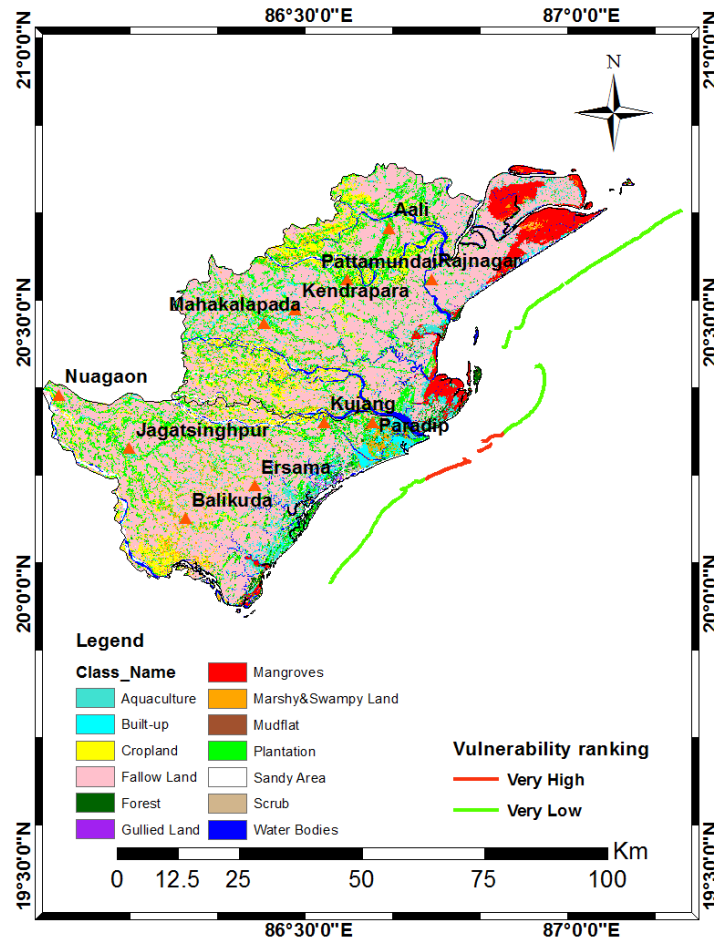 86°30'0"E 87°0'0"E
21°0'0"N 21°0'0"N
N
Aali
Pattamundai Rajnagar
Kendrapara
Mahakalapada
20°30'0"N 20°30'0"N
Nuagaon
Kujang
Jagatsinghpur Paradip
Ersama
Balikuda
20°0'0"N 20°0'0"N
Legend
Class_Name
Aquaculture
Built-up
Cropland
Fallow Land
Forest
Gullied Land
Mangroves
Marshy&Swampy Land
Mudflat
Plantation
Sandy Area
Scrub
Water Bodies
Vulnerability ranking
Very High
Very Low
Km
0 12.5 25 50 75 100
19°30'0"N 19°30'0"N
86°30'0"E 87°0'0"E